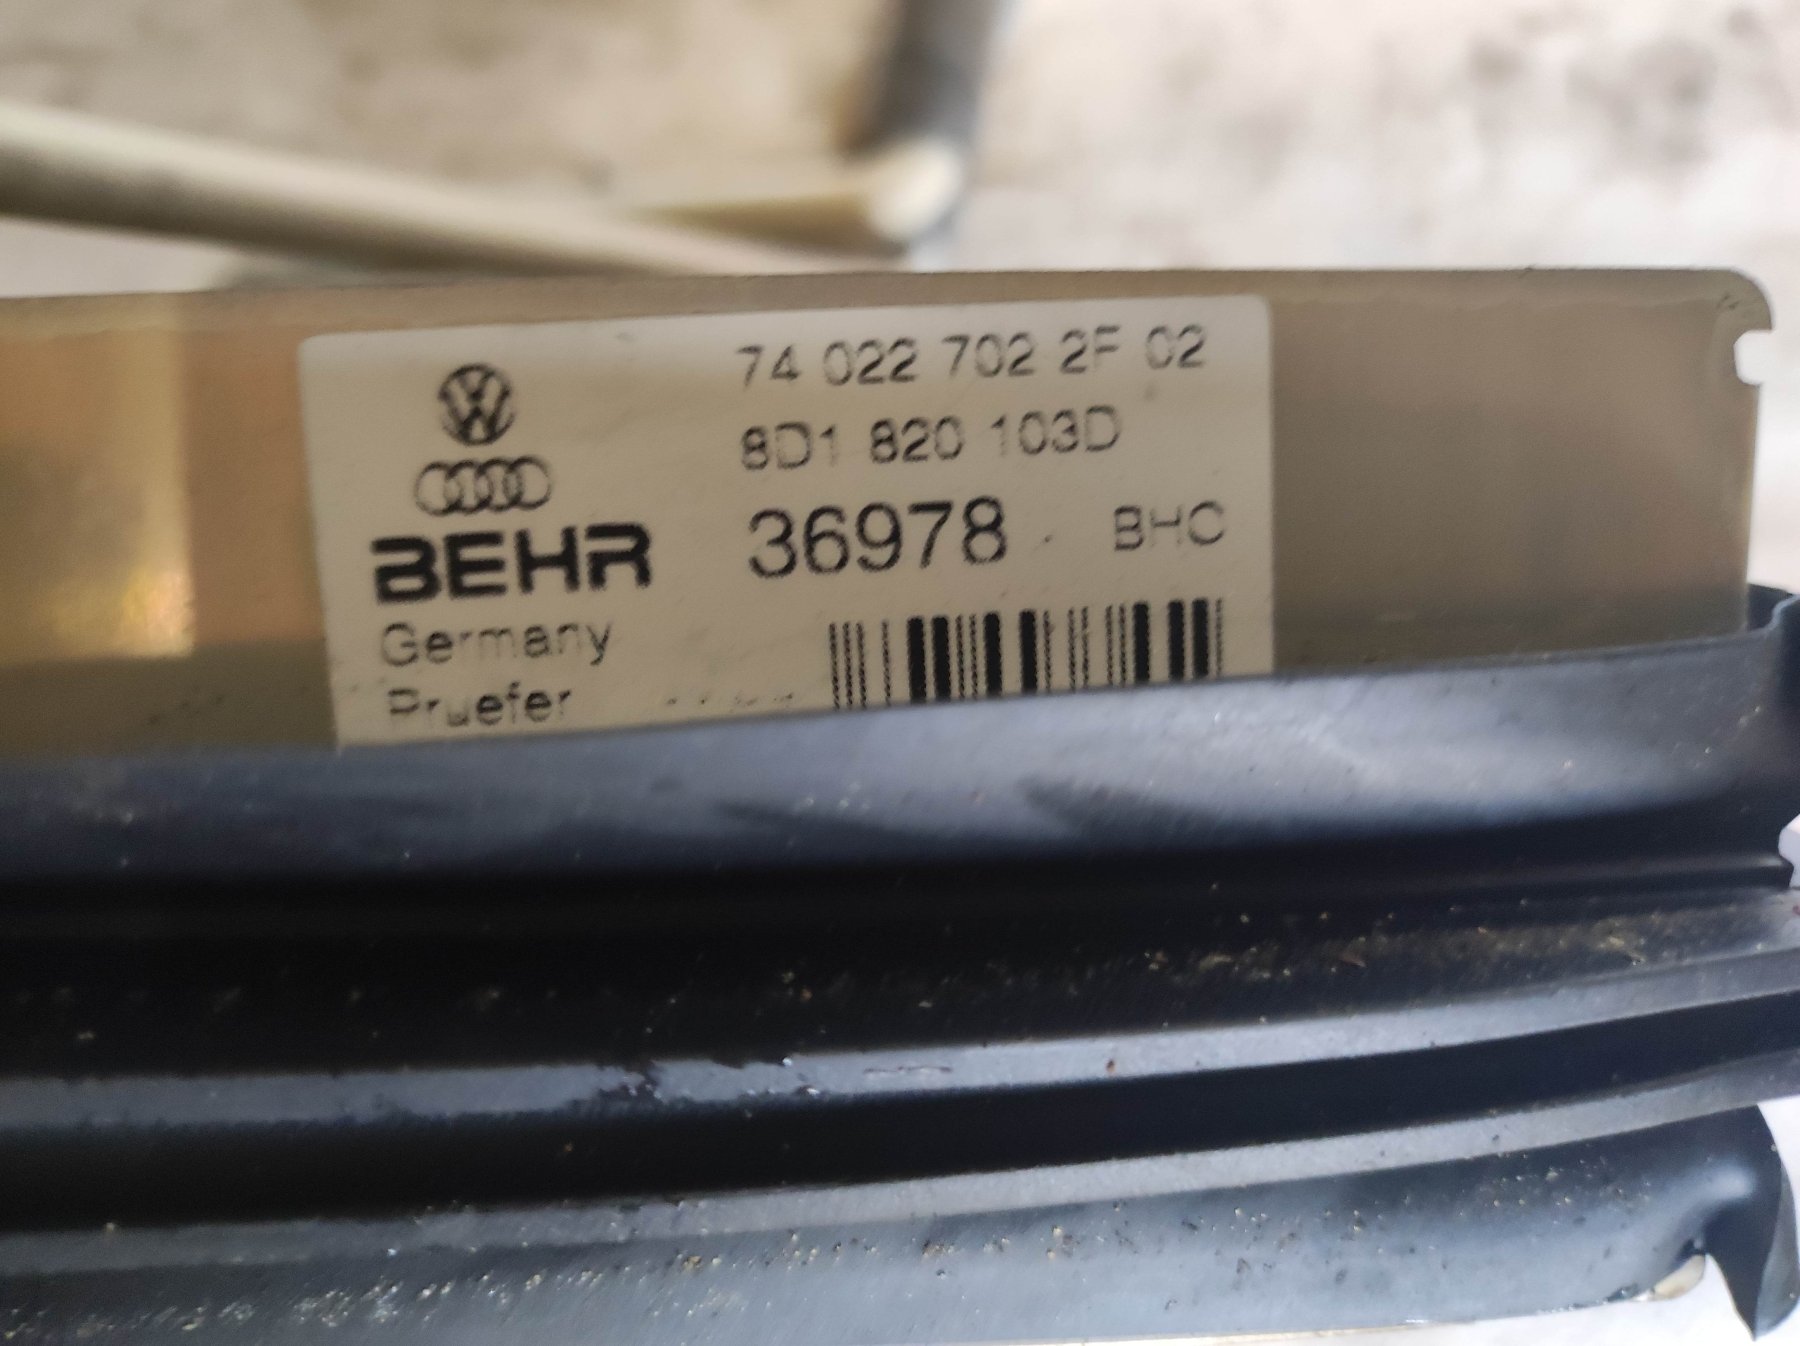 74 022 702 2F 02
8D1 820 103D
BEHR 36978 BHC
Germany
Pruefer